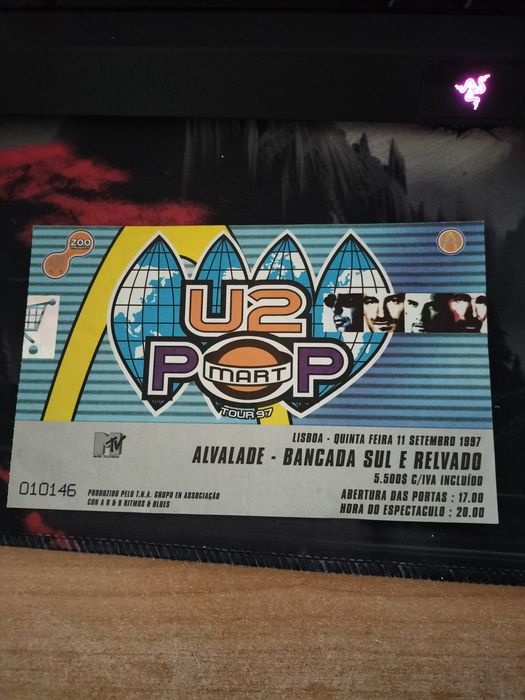 ZOO
U2
POP
MART
TOUR 97
MTV
LISBOA - QUINTA FEIRA 11 SETEMBRO 1997
ALVALADE - BANCADA SUL E RELVADO
5.500$ C/IVA INCLUÍDO
010146
PRODUZIDO PELO T.N.A. GRUPO EM ASSOCIAÇÃO
COM A R & B RITMOS & BLUES
ABERTURA DAS PORTAS : 17.00
HORA DO ESPECTACULO : 20.00